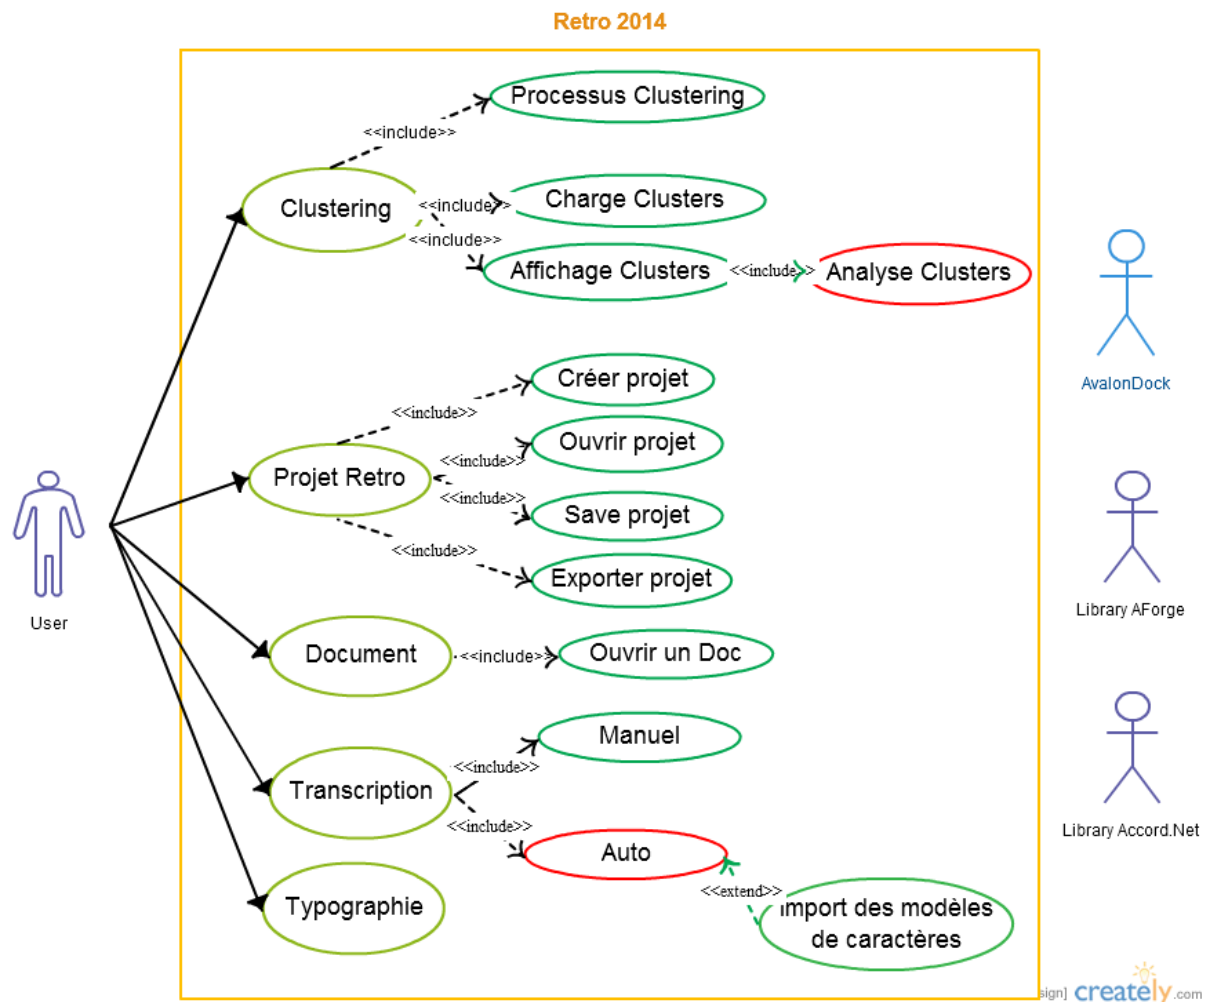 Retro 2014
Processus Clustering
<<include>>
Clustering
<<include>>
Charge Clusters
<<include>>
Affichage Clusters
<<include>>
Analyse Clusters
AvalonDock
Créer projet
<<include>>
Ouvrir projet
<<include>>
Projet Retro
<<include>>
Save projet
<<include>>
Exporter projet
Library AForge
User
Document
<<include>>
Ouvrir un Doc
Manuel
<<include>>
Transcription
<<include>>
Auto
Library Accord.Net
<<extend>>
Typographie
Import des modèles
de caractères
sign] creately.com